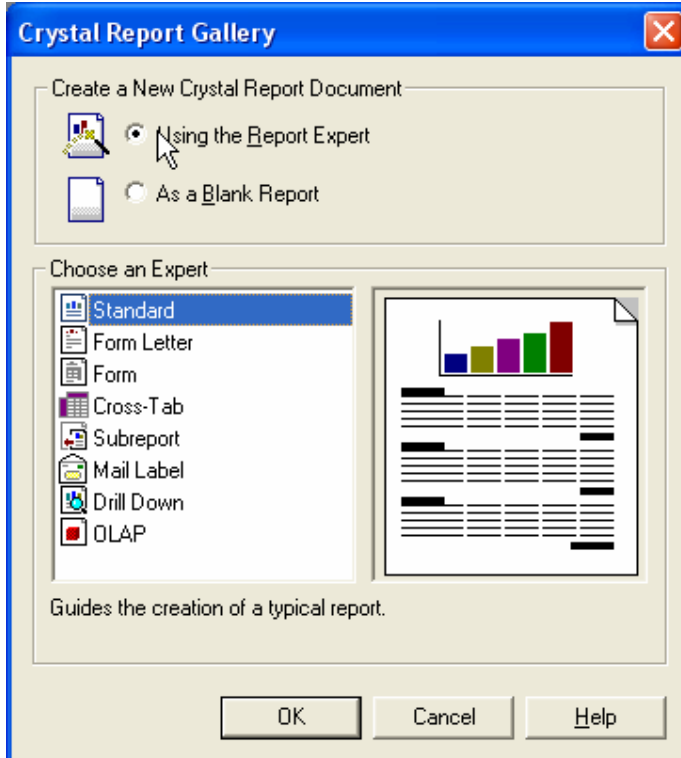 Crystal Report Gallery
Create a New Crystal Report Document
Using the Report Expert
As a Blank Report
Choose an Expert
Standard
Form Letter
Form
Cross-Tab
Subreport
Mail Label
Drill Down
OLAP
Guides the creation of a typical report.
OK Cancel Help